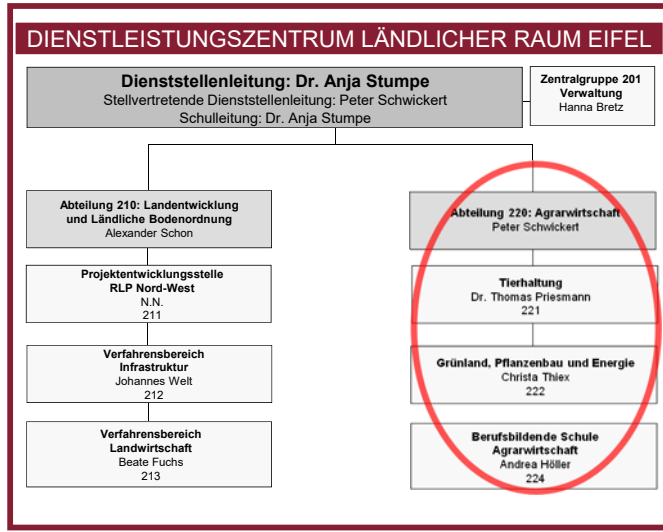 DIENSTLEISTUNGSZENTRUM LÄNDLICHER RAUM EIFEL
Dienststellenleitung: Dr. Anja Stumpe
Stellvertretende Dienststellenleitung: Peter Schwickert
Schulleitung: Dr. Anja Stumpe
Zentralgruppe 201
Verwaltung
Hanna Bretz
Abteilung 210: Landentwicklung
und Ländliche Bodenordnung
Alexander Schon
Projektentwicklungsstelle
RLP Nord-West
N.N.
211
Verfahrensbereich
Infrastruktur
Johannes Welt
212
Verfahrensbereich
Landwirtschaft
Beate Fuchs
213
Abteilung 220: Agrarwirtschaft
Peter Schwickert
Tierhaltung
Dr. Thomas Priesmann
221
Grünland, Pflanzenbau und Energie
Christa Thiex
222
Berufsbildende Schule
Agrarwirtschaft
Andrea Höller
224